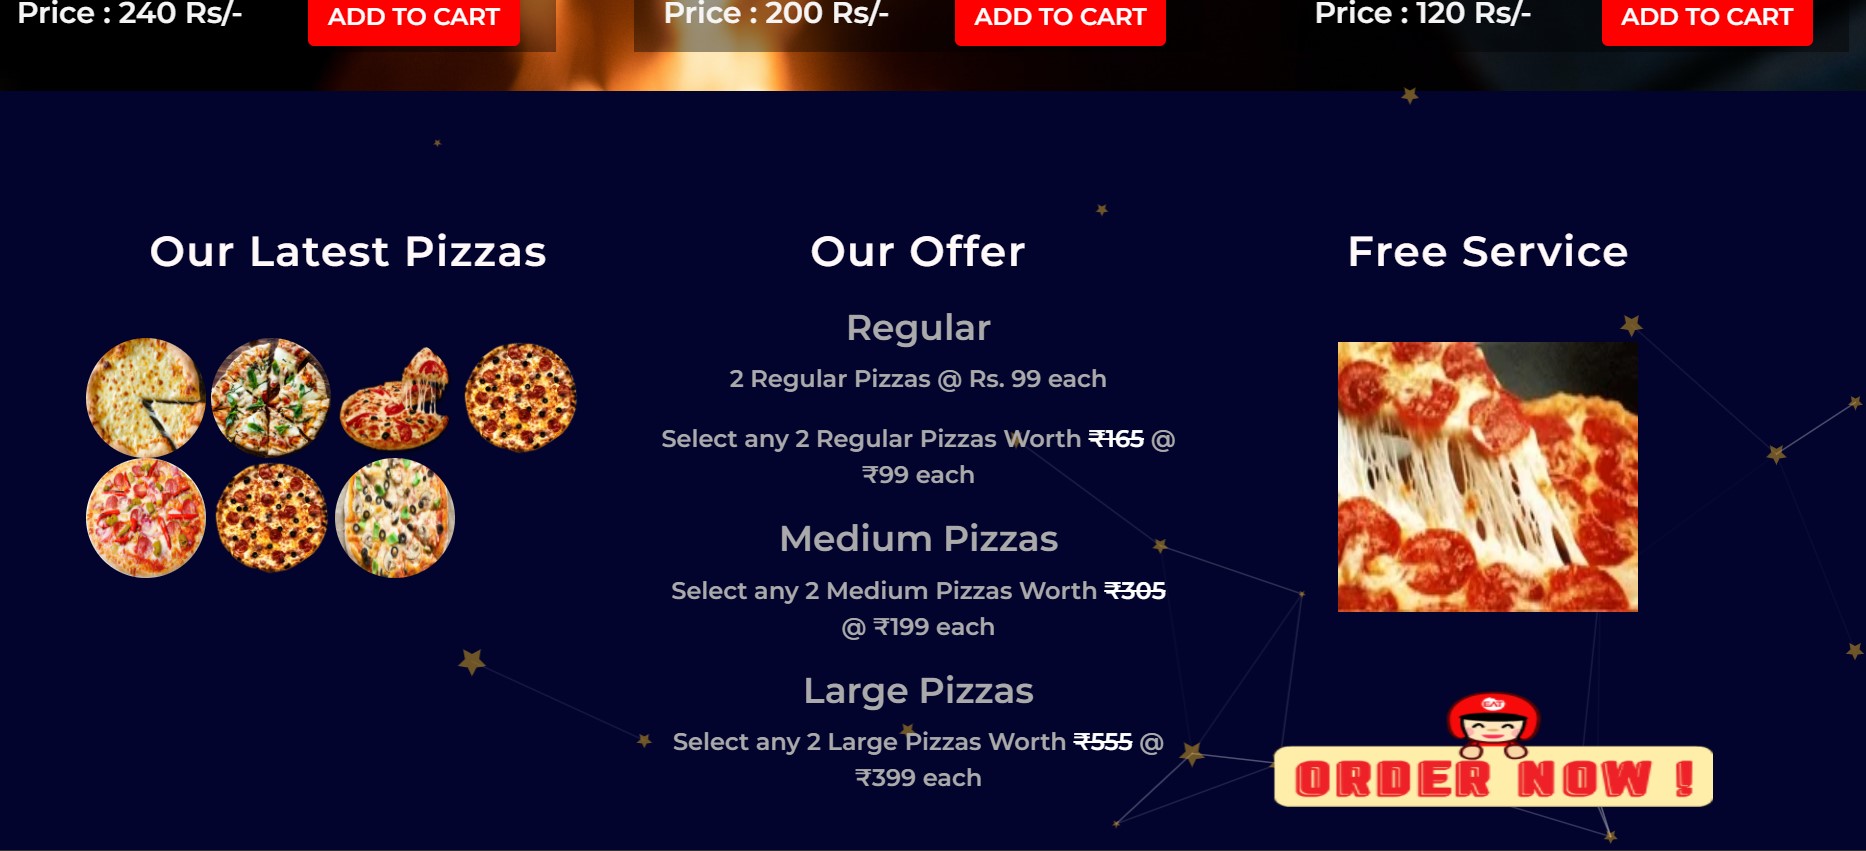 Price : 240 Rs/-
ADD TO CART
Price : 200 Rs/-
ADD TO CART
Price : 120 Rs/-
ADD TO CART
Our Latest Pizzas
Our Offer
Regular
2 Regular Pizzas @ Rs. 99 each
Select any 2 Regular Pizzas Worth ₹165 @
₹99 each
Medium Pizzas
Select any 2 Medium Pizzas Worth ₹305
@ ₹199 each
Large Pizzas
Select any 2 Large Pizzas Worth ₹555 @
₹399 each
Free Service
EAT
ORDER NOW !